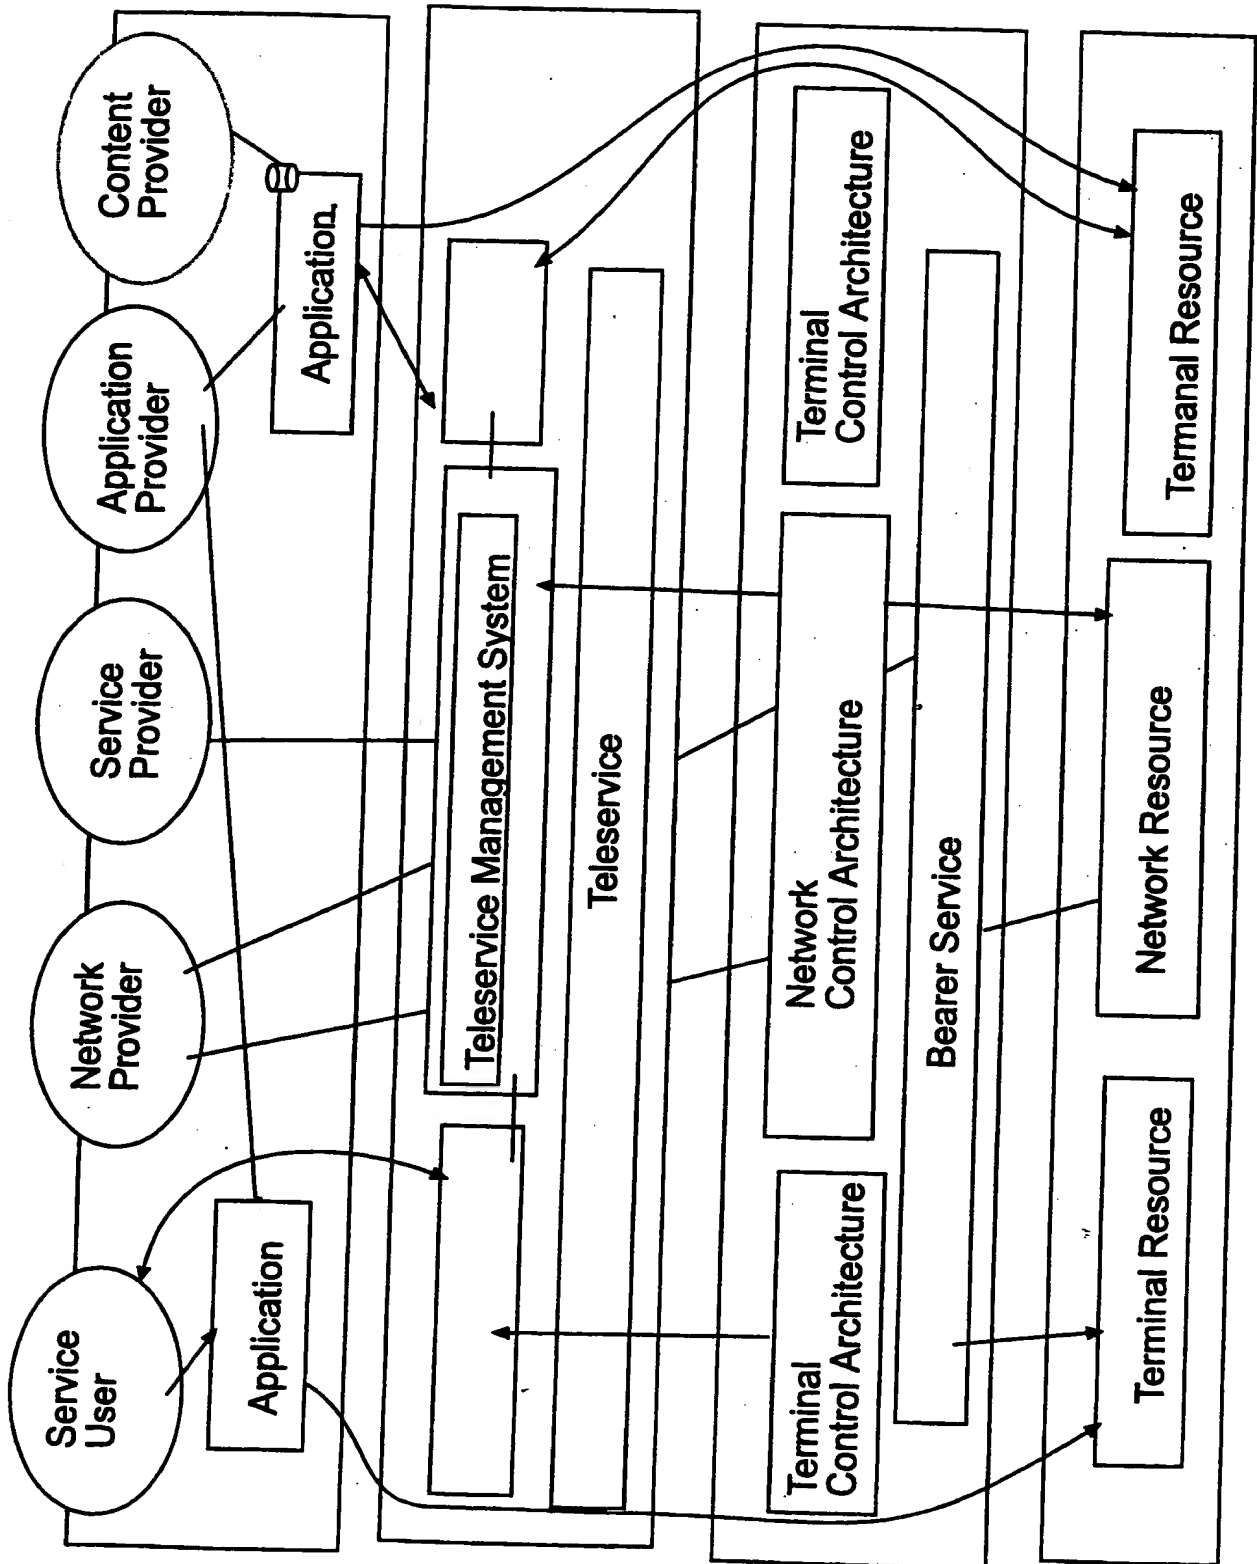 Service
User
Network
Provider
Service
Provider
Application
Provider
Content
Provider
Application
Application.
Teleservice Management System
Teleservice
Terminal
Control Architecture
Network
Control Architecture
Terminal
Control Architecture
Bearer Service
Terminal Resource
Network Resource
Termanal Resource